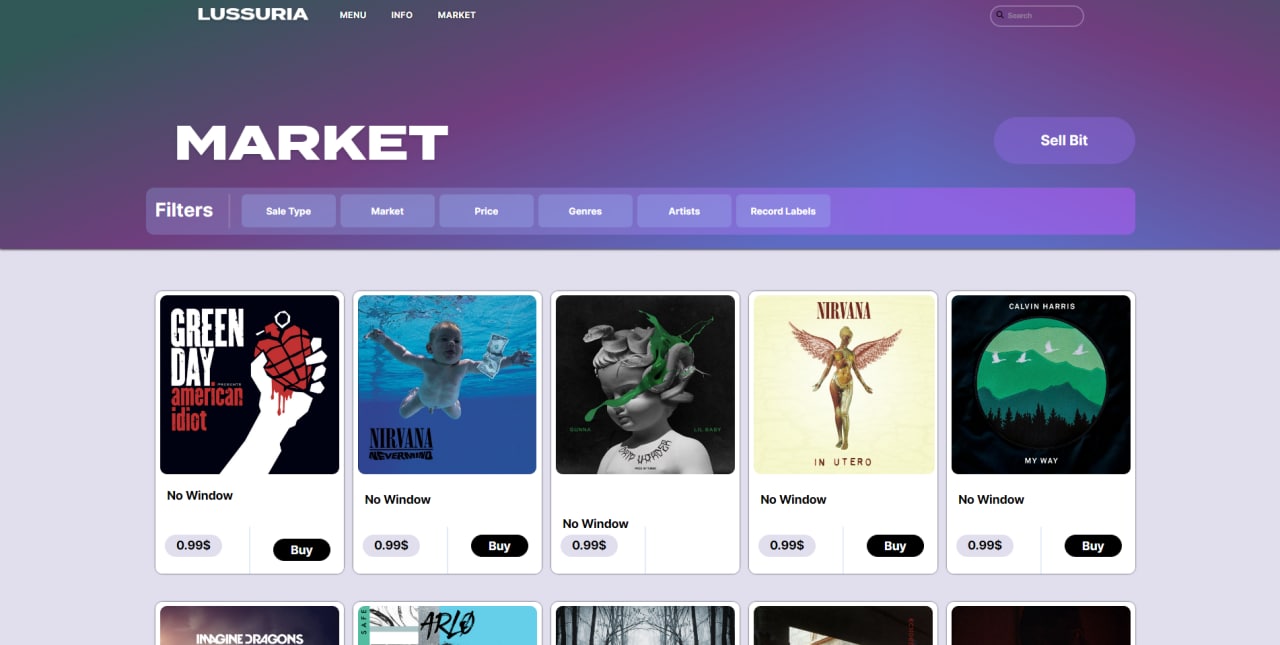 LUSSURIA MENU INFO MARKET Search
MARKET
Sell Bit
Filters Sale Type Market Price Genres Artists Record Labels
GREEN
DAY
PRESENTS
american
idiot
No Window
0.99$ Buy
NIRVANA
NEVERMIND
No Window
0.99$ Buy
GUNNA LIL BABY
DRIP HARDER
No Window
0.99$
NIRVANA
IN UTERO
No Window
0.99$ Buy
CALVIN HARRIS
MY WAY
No Window
0.99$ Buy
IMAGINE DRAGONS
SAFE
ARLØ